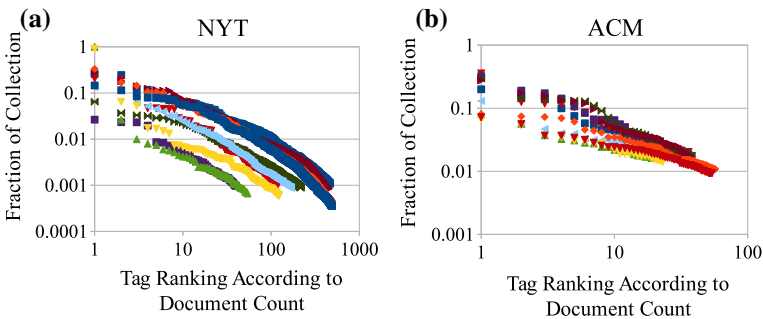 (a)
NYT
Fraction of Collection
1
0.1
0.01
0.001
0.0001
1
10
100
1000
Tag Ranking According to
Document Count
(b)
ACM
Fraction of Collection
1
0.1
0.01
0.001
1
10
100
Tag Ranking According to
Document Count